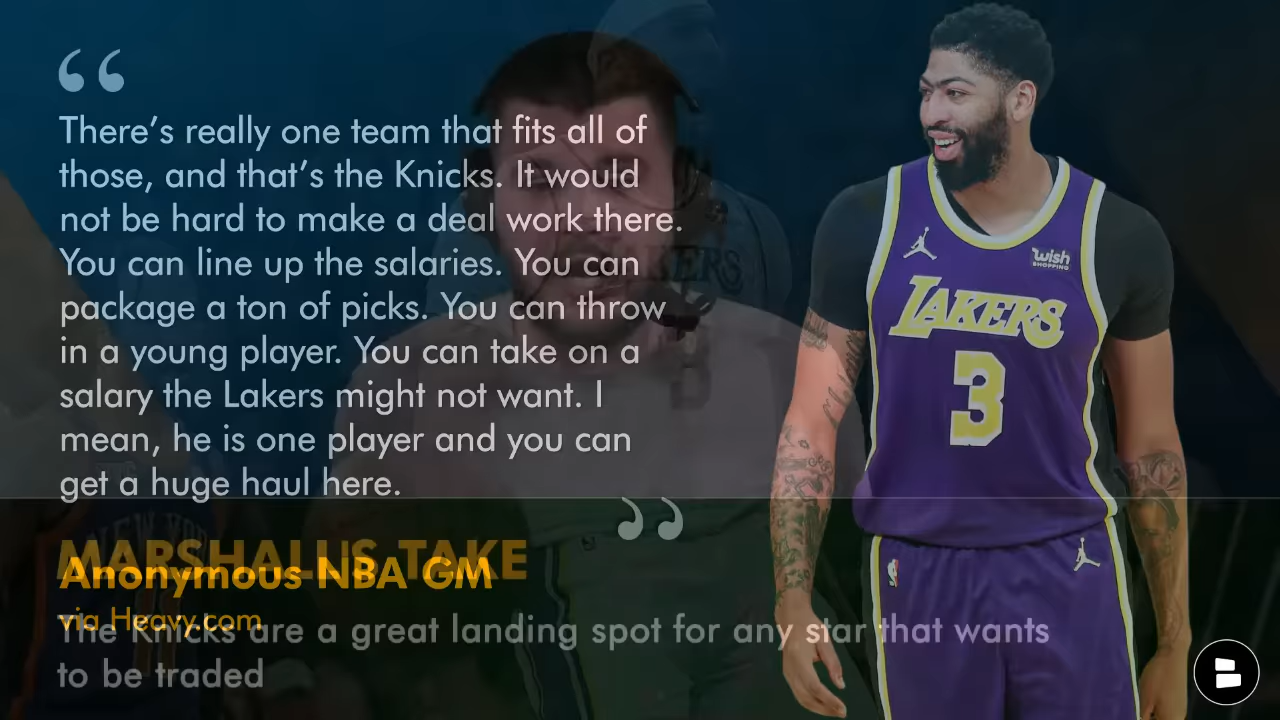 “
There’s really one team that fits all of
those, and that’s the Knicks. It would
not be hard to make a deal work there.
You can line up the salaries. You can
package a ton of picks. You can throw
in a young player. You can take on a
salary the Lakers might not want. I
mean, he is one player and you can
get a huge haul here.
”
MARSHALL'S TAKE
Anonymous NBA GM
via Heavy.com
The Knicks are a great landing spot for any star that wants
to be traded
wish
SHOPPING
LAKERS
3
NEW YORK